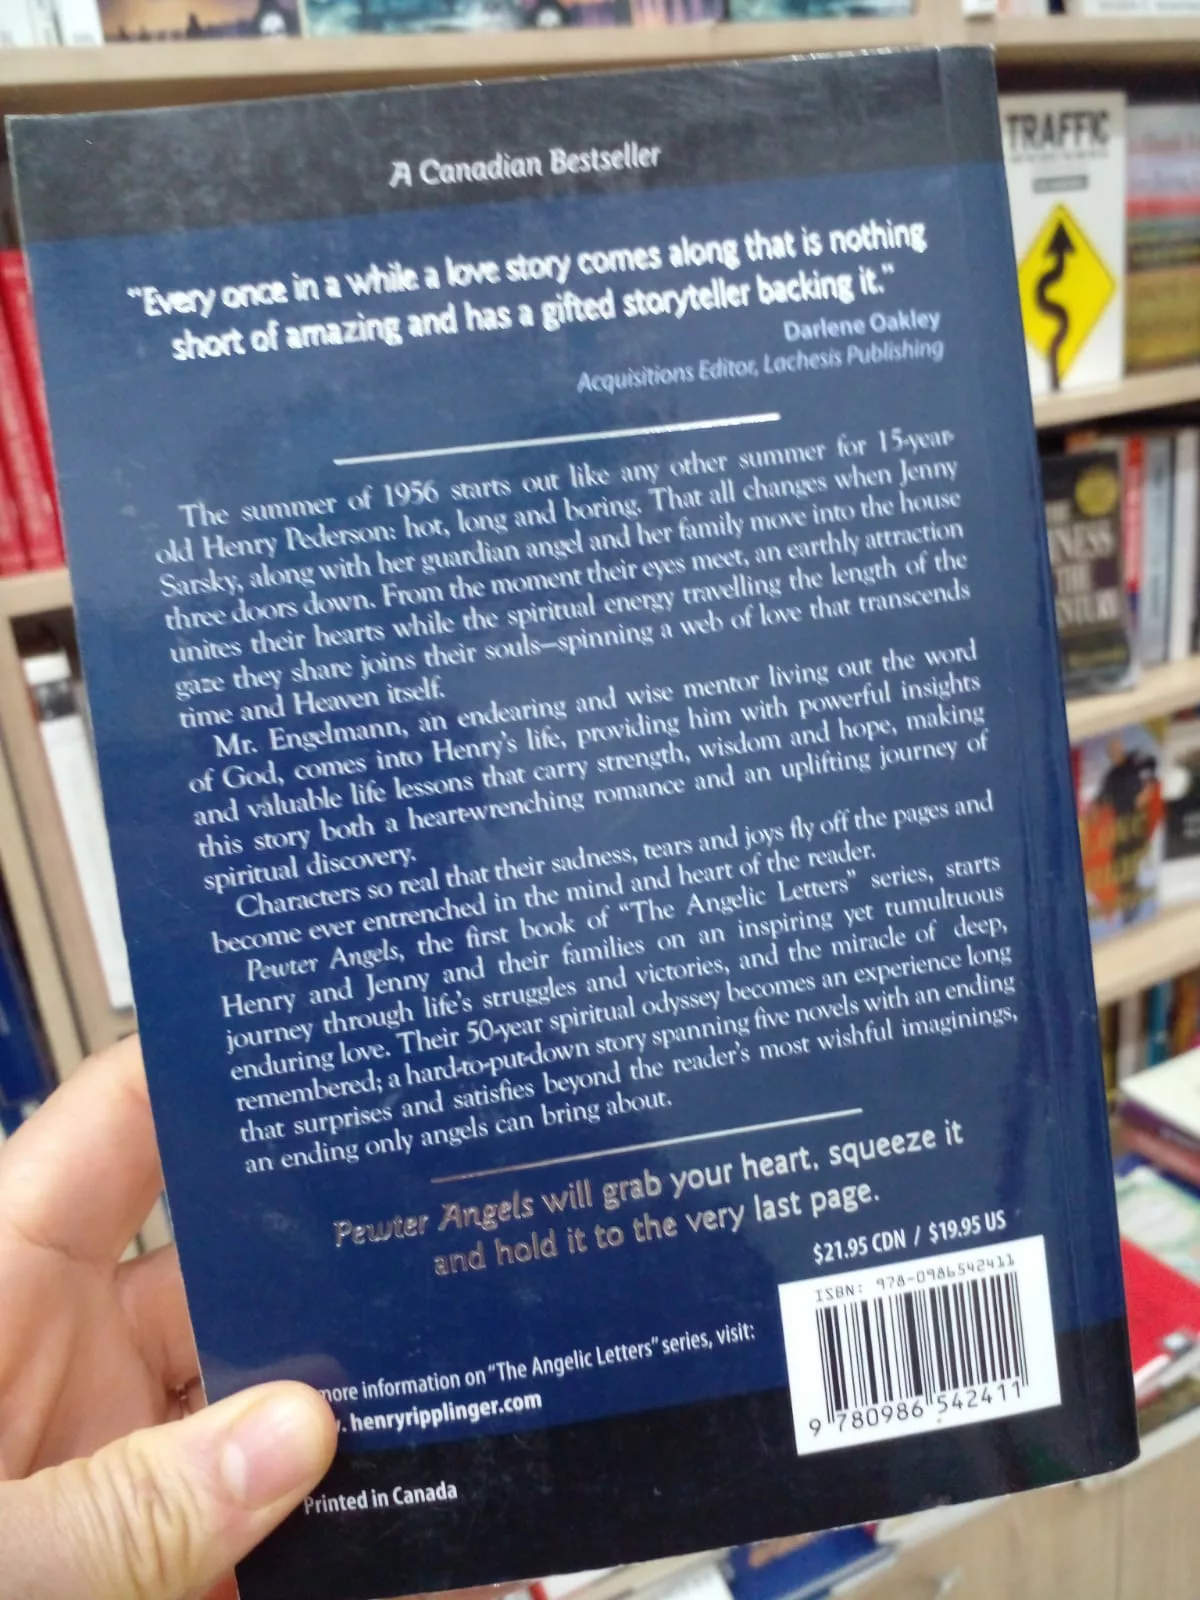 A Canadian Bestseller
"Every once in a while a love story comes along that is nothing
short of amazing and has a gifted storyteller backing it."
Darlene Oakley
Acquisitions Editor, Lachesis Publishing
The summer of 1956 starts out like any other summer for 15-year-
old Henry Pederson: hot, long and boring. That all changes when Jenny
Sarsky, along with her guardian angel and her family move into the house
three doors down. From the moment their eyes meet, an earthly attraction
unites their hearts while the spiritual energy travelling the length of the
gaze they share joins their souls—spinning a web of love that transcends
time and Heaven itself.
Mr. Engelmann, an endearing and wise mentor living out the word
of God, comes into Henry's life, providing him with powerful insights
and valuable life lessons that carry strength, wisdom and hope, making
this story both a heart-wrenching romance and an uplifting journey of
spiritual discovery.
Characters so real that their sadness, tears and joys fly off the pages and
become ever entrenched in the mind and heart of the reader.
Pewter Angels, the first book of "The Angelic Letters" series, starts
Henry and Jenny and their families on an inspiring yet tumultuous
journey through life's struggles and victories, and the miracle of deep,
enduring love. Their 50-year spiritual odyssey becomes an experience long
remembered; a hard-to-put-down story spanning five novels with an ending
that surprises and satisfies beyond the reader's most wishful imaginings,
an ending only angels can bring about.
Pewter Angels will grab your heart, squeeze it
and hold it to the very last page.
$21.95 CDN / $19.95 US
ISBN: 978-0986542411
9 780986 542411
more information on "The Angelic Letters" series, visit:
. henryripplinger.com
Printed in Canada
TRAFFIC